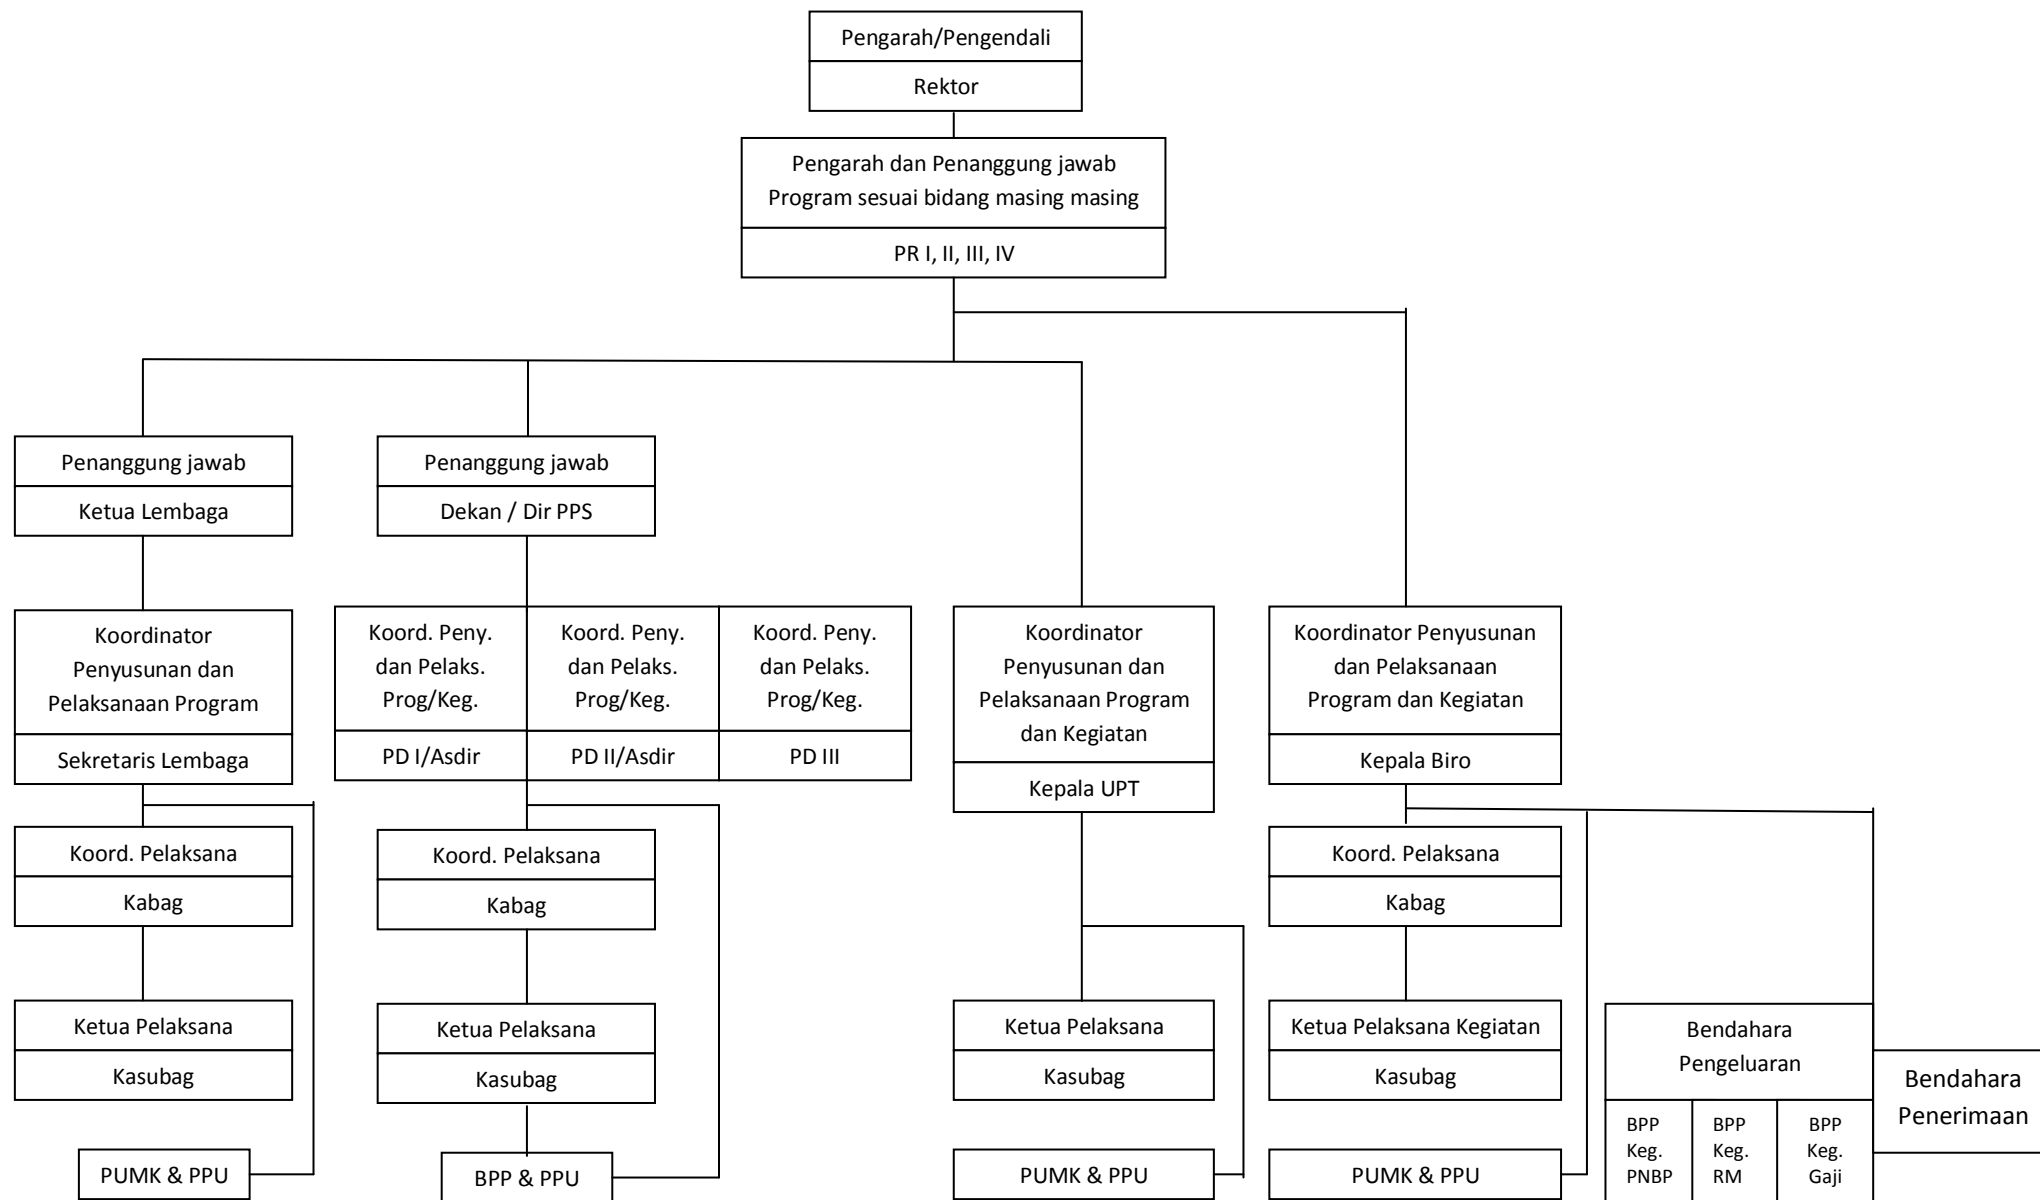 Pengarah/Pengendali
Rektor
Pengarah dan Penanggung jawab
Program sesuai bidang masing masing
PR I, II, III, IV
Penanggung jawab
Ketua Lembaga
Penanggung jawab
Dekan / Dir PPS
Koordinator
Penyusunan dan
Pelaksanaan Program
Sekretaris Lembaga
Koord. Peny.
dan Pelaks.
Prog/Keg.
PD I/Asdir
Koord. Peny.
dan Pelaks.
Prog/Keg.
PD II/Asdir
Koord. Peny.
dan Pelaks.
Prog/Keg.
PD III
Koordinator
Penyusunan dan
Pelaksanaan Program
dan Kegiatan
Kepala UPT
Koordinator Penyusunan
dan Pelaksanaan
Program dan Kegiatan
Kepala Biro
Koord. Pelaksana
Kabag
Koord. Pelaksana
Kabag
Koord. Pelaksana
Kabag
Ketua Pelaksana
Kasubag
Ketua Pelaksana
Kasubag
Ketua Pelaksana
Kasubag
Ketua Pelaksana Kegiatan
Kasubag
Bendahara
Pengeluaran
Bendahara
Penerimaan
BPP
Keg.
PNBP
BPP
Keg.
RM
BPP
Keg.
Gaji
PUMK & PPU
BPP & PPU
PUMK & PPU
PUMK & PPU